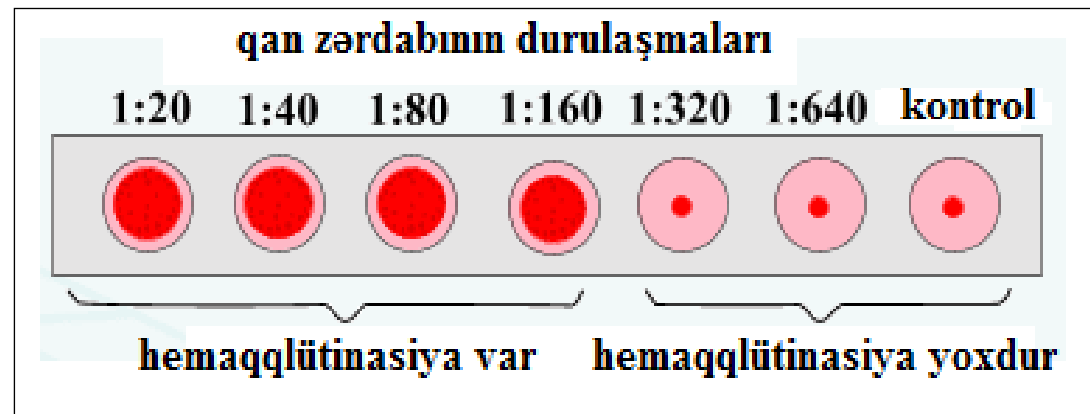 qan zərdabının durulaşmaları
1:20 1:40 1:80 1:160 1:320 1:640 kontrol
hemaqqlütinasiya var hemaqqlütinasiya yoxdur